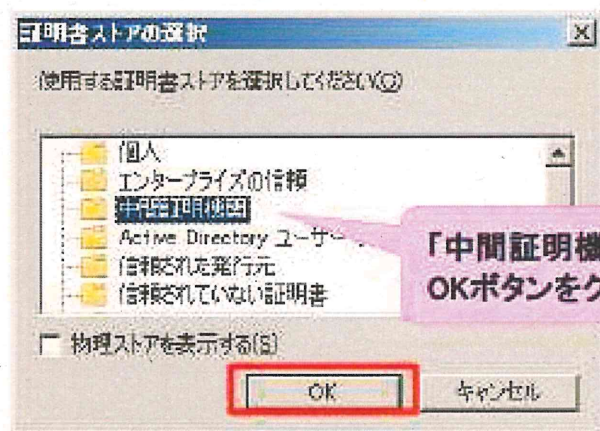 証明書ストアの選択
使用する証明書ストアを選択してください(C)
個人
エンタープライズの信頼
中間証明機関
Active Directory ユーザー
信頼された発行元
信頼されていない証明書
「中間証明機
OKボタンをク
物理ストアを表示する(S)
OK
キャンセル